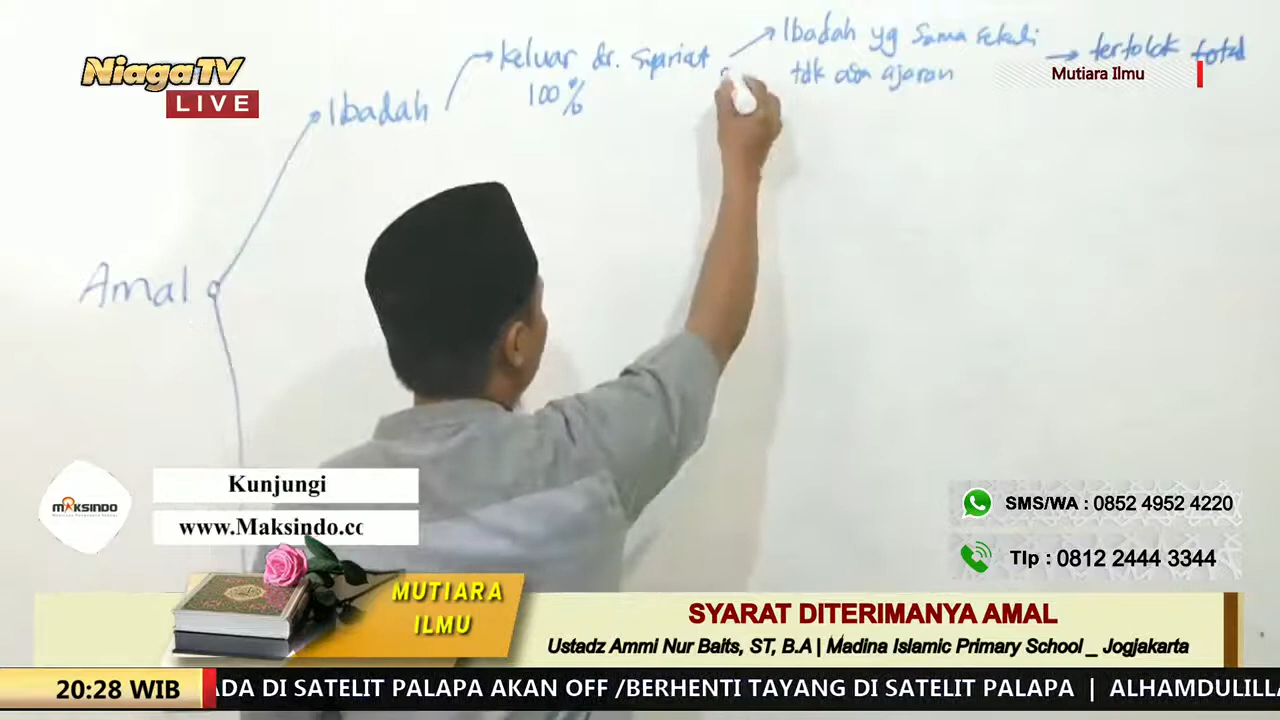 NiagaTV
LIVE
Ibadah yg sama sekali
tdk ada ajaran
tertolak total
keluar dr. syariat
100%
Ibadah
Amal
Mutiara Ilmu
Kunjungi
www.Maksindo.cc
MAKSINDO
SMS/WA : 0852 4952 4220
Tlp : 0812 2444 3344
MUTIARA
ILMU
SYARAT DITERIMANYA AMAL
Ustadz Ammi Nur Baits, ST, B.A | Madina Islamic Primary School _ Jogjakarta
20:28 WIB
ADA DI SATELIT PALAPA AKAN OFF /BERHENTI TAYANG DI SATELIT PALAPA | ALHAMDULILLA